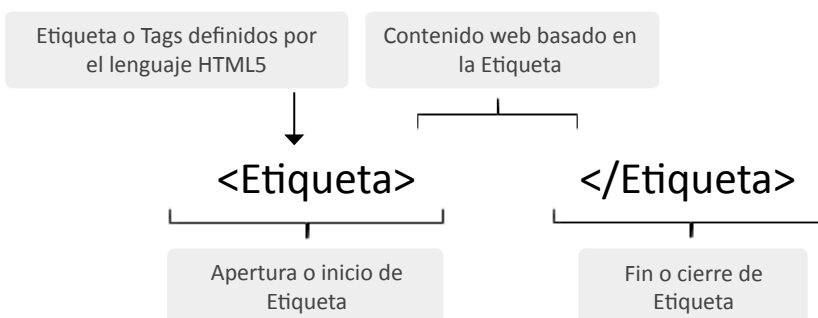 Etiqueta o Tags definidos por
el lenguaje HTML5
Contenido web basado en
la Etiqueta
<Etiqueta>
</Etiqueta>
Apertura o inicio de
Etiqueta
Fin o cierre de
Etiqueta